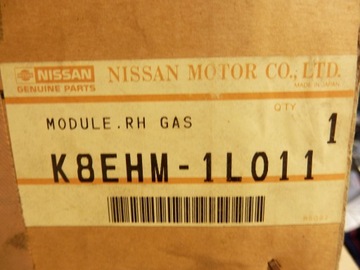 NISSAN NISSAN MOTOR CO., LTD.
GENUINE PARTS MADE IN JAPAN
QTY
MODULE.RH GAS 1
K8EHM-1L011